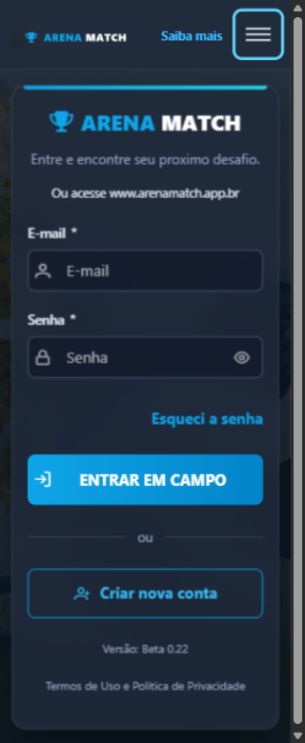 ARENA MATCH
Saiba mais
ARENA MATCH
Entre e encontre seu proximo desafio.
Ou acesse www.arenamatch.app.br
E-mail *
E-mail
Senha *
Senha
Esqueci a senha
ENTRAR EM CAMPO
ou
Criar nova conta
Versão: Beta 0.22
Termos de Uso e Politica de Privacidade